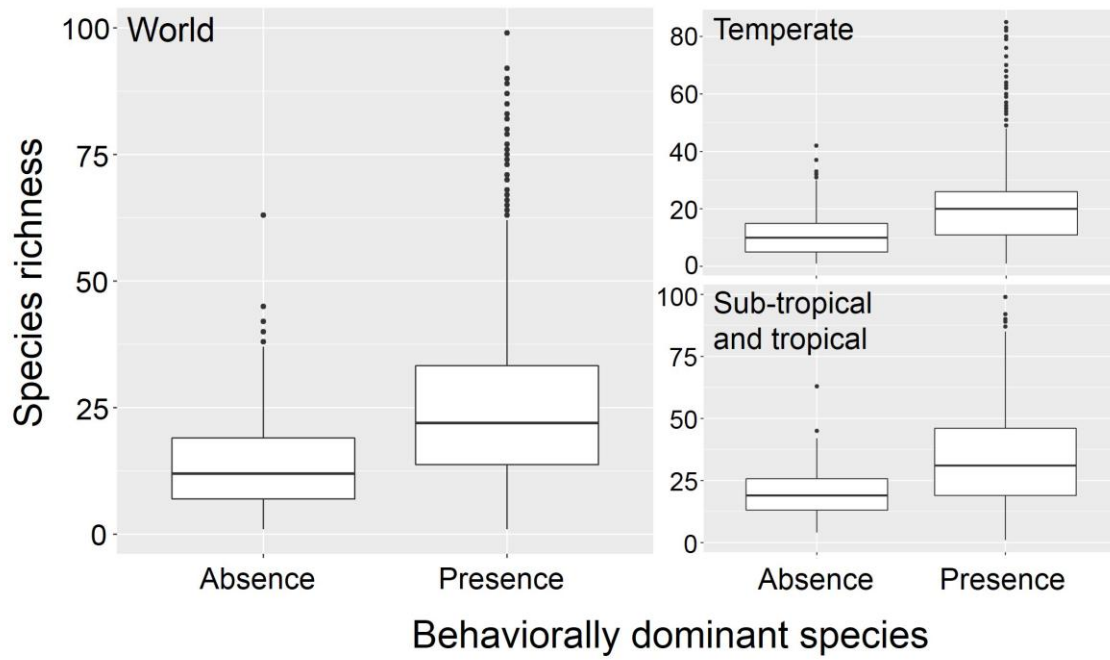 World
Species richness
100
75
50
25
0
Absence
Presence
Temperate
80
60
40
20
0
Sub-tropical
and tropical
100
75
50
25
0
Absence
Presence
Behaviorally dominant species